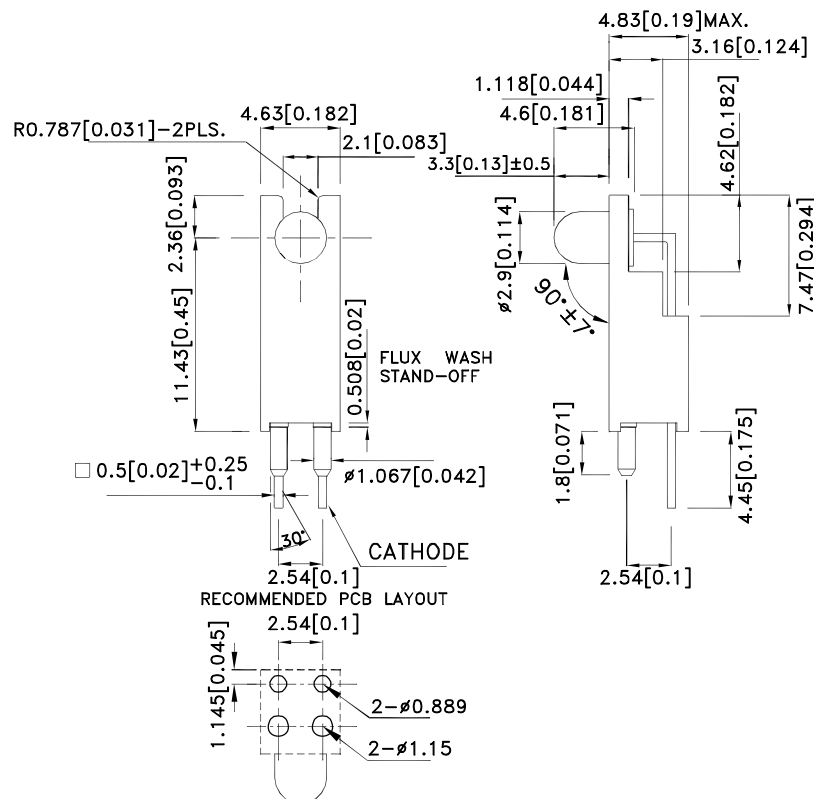 4.83[0.19]MAX.
3.16[0.124]
1.118[0.044]
4.63[0.182]
4.6[0.181]
4.62[0.182]
R0.787[0.031]-2PLS.
2.1[0.083]
3.3[0.13]±0.5
2.36[0.093]
ø2.9[0.114]
7.47[0.294]
90°±7°
11.43[0.45]
0.508[0.02]
FLUX WASH
STAND-OFF
□ 0.5[0.02]+0.25
-0.1
ø1.067[0.042]
1.8[0.071]
4.45[0.175]
30°
CATHODE
2.54[0.1]
2.54[0.1]
RECOMMENDED PCB LAYOUT
2.54[0.1]
1.145[0.045]
2-ø0.889
2-ø1.15